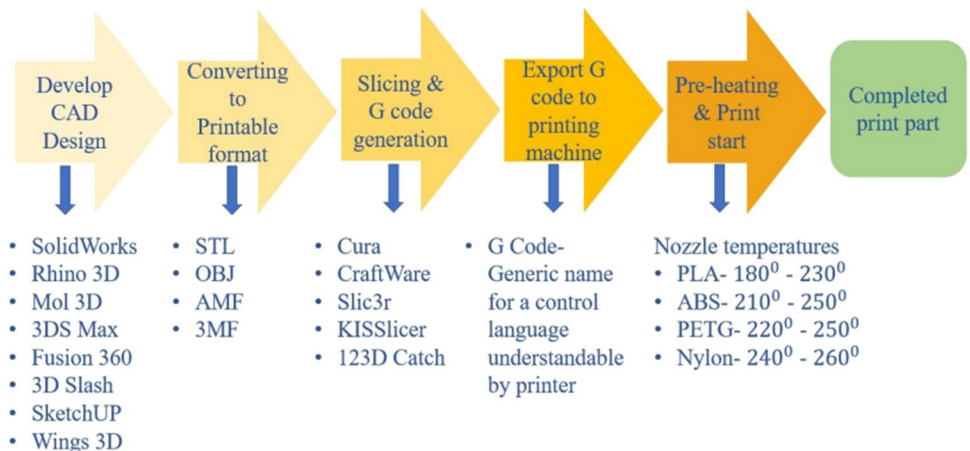 Develop
CAD
Design
Converting
to
Printable
format
Slicing &
G code
generation
Export G
code to
printing
machine
Pre-heating
& Print
start
Completed
print part
• SolidWorks
• Rhino 3D
• Mol 3D
• 3DS Max
• Fusion 360
• 3D Slash
• SketchUP
• Wings 3D
• STL
• OBJ
• AMF
• 3MF
• Cura
• CraftWare
• Slic3r
• KISSlicer
• 123D Catch
• G Code-
Generic name
for a control
language
understandable
by printer
Nozzle temperatures
• PLA- 180⁰ - 230⁰
• ABS- 210⁰ - 250⁰
• PETG- 220⁰ - 250⁰
• Nylon- 240⁰ - 260⁰